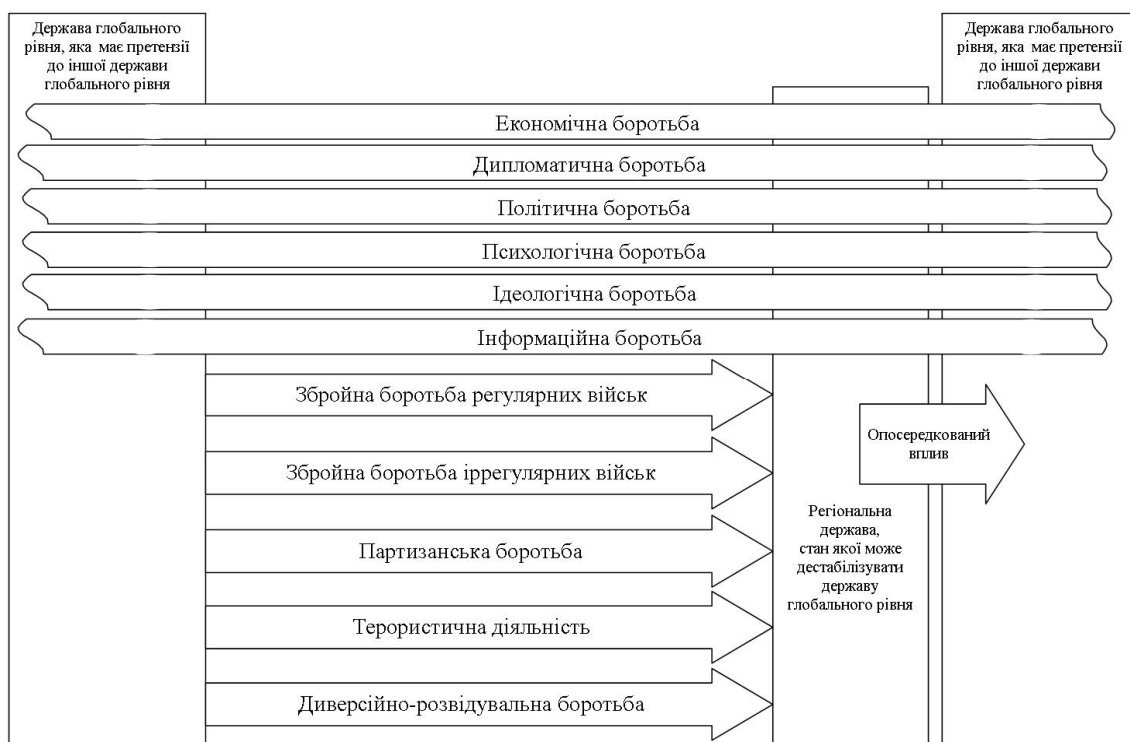 Держава глобального
рівня, яка має претензії
до іншої держави
глобального рівня
Держава глобального
рівня, яка має претензії
до іншої держави
глобального рівня
Економічна боротьба
Дипломатична боротьба
Політична боротьба
Психологічна боротьба
Ідеологічна боротьба
Інформаційна боротьба
Збройна боротьба регулярних військ
Збройна боротьба іррегулярних військ
Партизанська боротьба
Терористична діяльність
Диверсійно-розвідувальна боротьба
Регіональна
держава,
стан якої може
дестабілізувати
державу
глобального рівня
Опосередкований
вплив